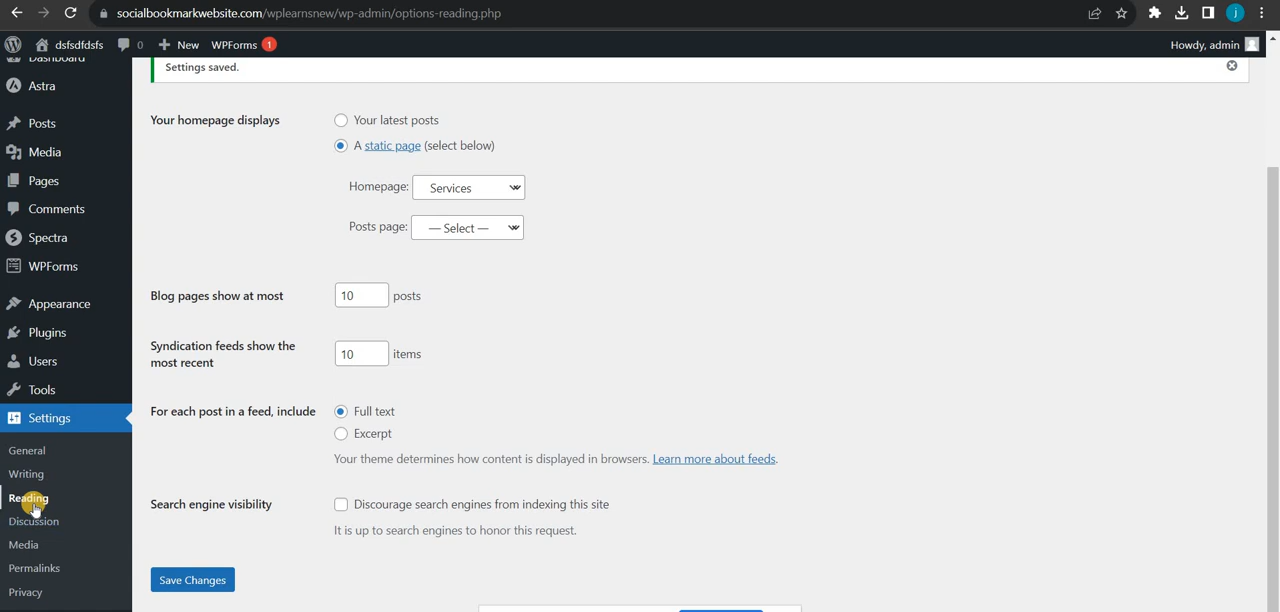 socialbookmarkwebsite.com/wplearnsnew/wp-admin/options-reading.php
j
dsfsdfdsfs
0
New
WPForms 1
Howdy, admin
Dashboard
Astra
Posts
Media
Pages
Comments
Spectra
WPForms
Appearance
Plugins
Users
Tools
Settings
General
Writing
Reading
Discussion
Media
Permalinks
Privacy
Settings saved.
Your homepage displays
Your latest posts
A static page (select below)
Homepage: Services
Posts page: — Select —
Blog pages show at most
10 posts
Syndication feeds show the
most recent
10 items
For each post in a feed, include
Full text
Excerpt
Your theme determines how content is displayed in browsers. Learn more about feeds.
Search engine visibility
Discourage search engines from indexing this site
It is up to search engines to honor this request.
Save Changes